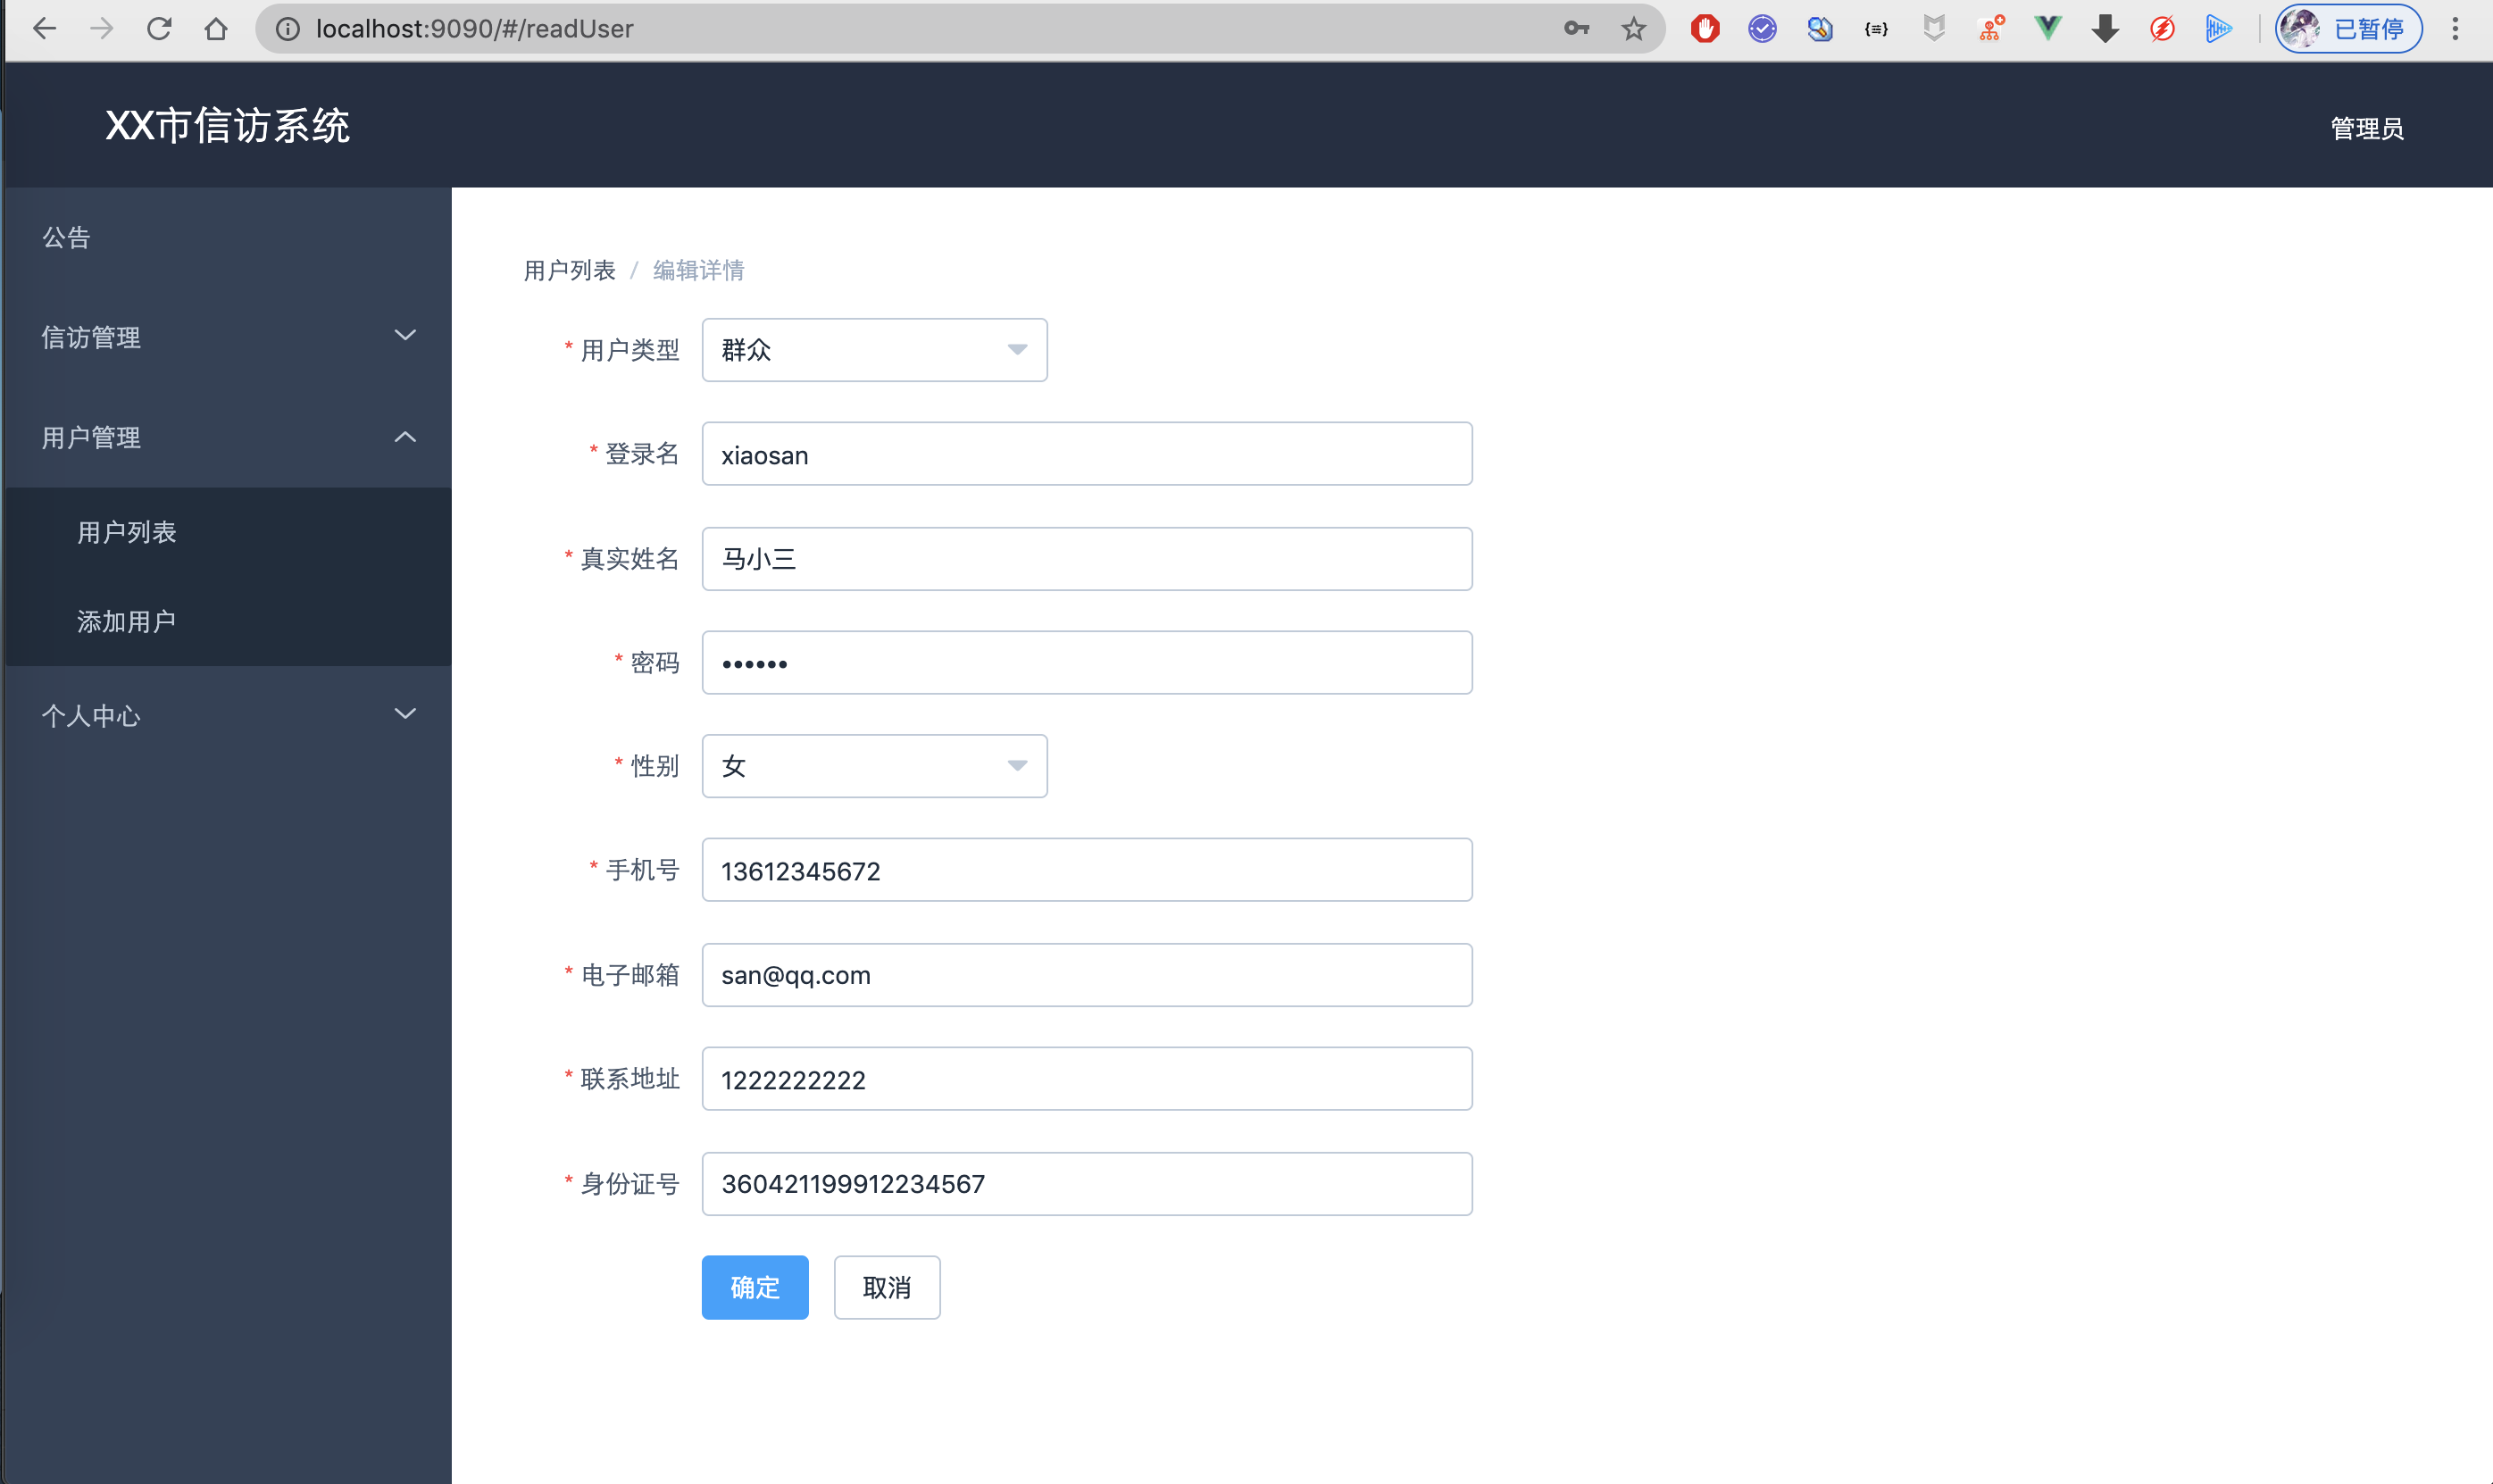 localhost:9090/#/readUser
已暂停
XX市信访系统
管理员
公告
信访管理
用户管理
用户列表
添加用户
个人中心
用户列表 / 编辑详情
* 用户类型 群众
* 登录名 xiaosan
* 真实姓名 马小三
* 密码 ••••••
* 性别 女
* 手机号 13612345672
* 电子邮箱 san@qq.com
* 联系地址 1222222222
* 身份证号 360421199912234567
确定 取消